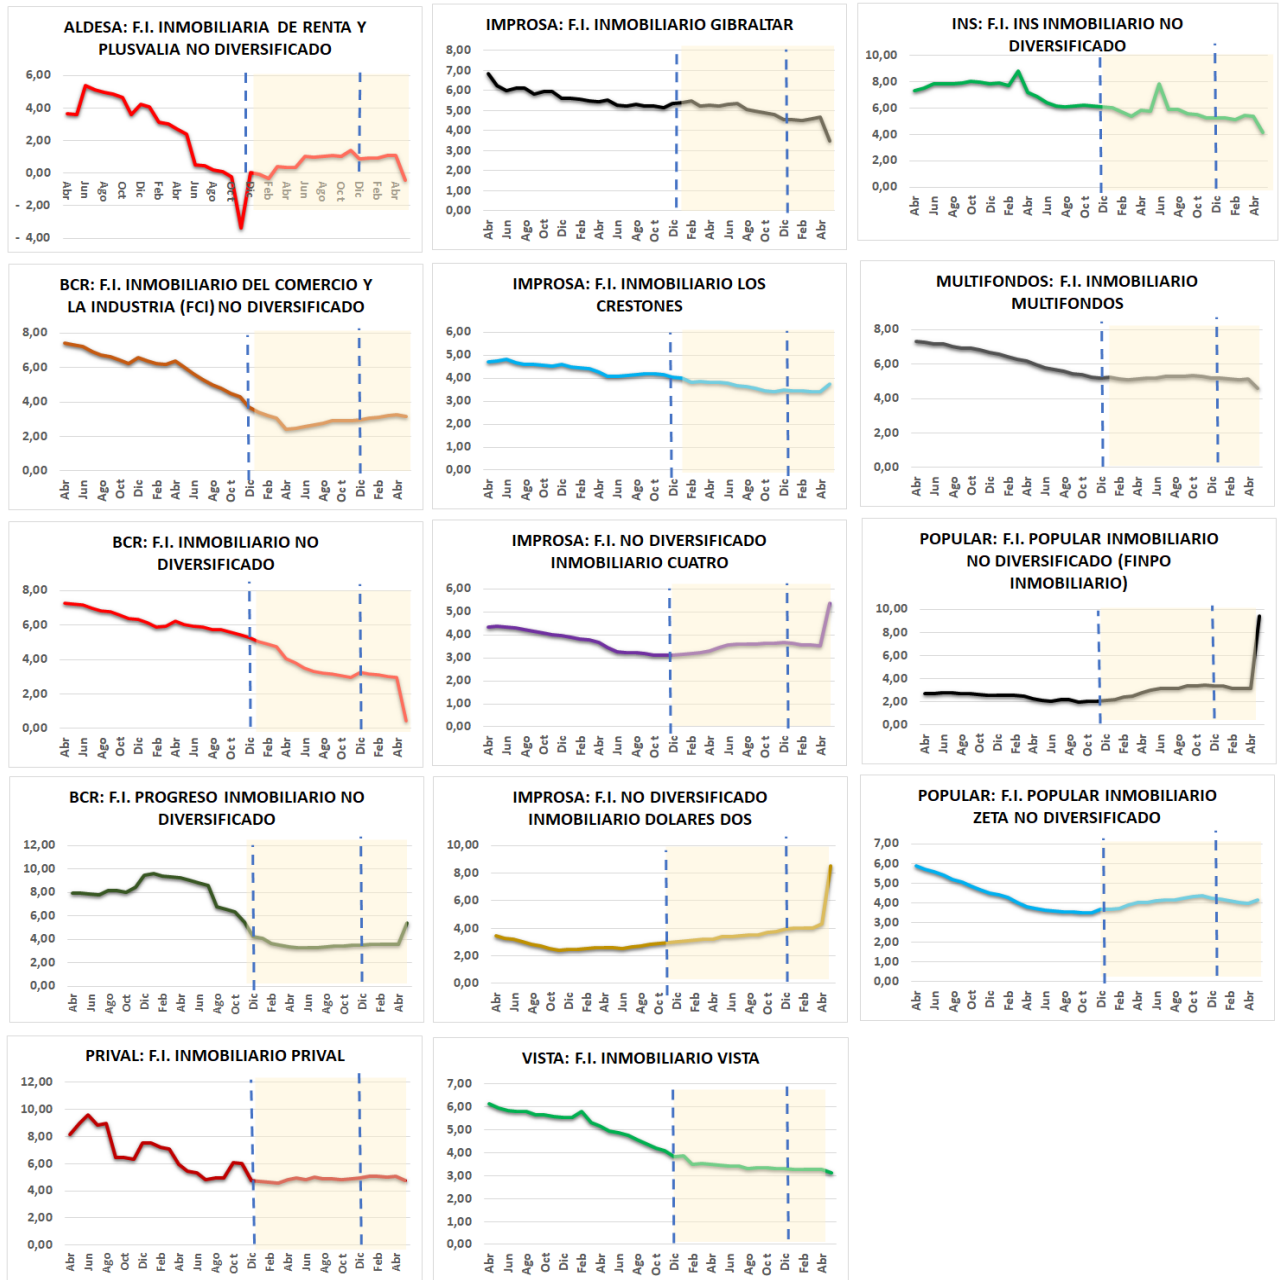 ALDESA: F.I. INMOBILIARIA DE RENTA Y
PLUSVALIA NO DIVERSIFICADO
6,00
4,00
2,00
0,00
- 2,00
- 4,00
Abr Jun Ago Oct Dic Feb Abr Jun Ago Oct Dic Feb Abr Jun Ago Oct Dic Feb Abr
IMPROSA: F.I. INMOBILIARIO GIBRALTAR
8,00
7,00
6,00
5,00
4,00
3,00
2,00
1,00
0,00
Abr Jun Ago Oct Dic Feb Abr Jun Ago Oct Dic Feb Abr Jun Ago Oct Dic Feb Abr
INS: F.I. INS INMOBILIARIO NO
DIVERSIFICADO
10,00
8,00
6,00
4,00
2,00
0,00
Abr Jun Ago Oct Dic Feb Abr Jun Ago Oct Dic Feb Abr Jun Ago Oct Dic Feb Abr
BCR: F.I. INMOBILIARIO DEL COMERCIO Y
LA INDUSTRIA (FCI) NO DIVERSIFICADO
8,00
6,00
4,00
2,00
0,00
Abr Jun Ago Oct Dic Feb Abr Jun Ago Oct Dic Feb Abr Jun Ago Oct Dic Feb Abr
IMPROSA: F.I. INMOBILIARIO LOS
CRESTONES
6,00
5,00
4,00
3,00
2,00
1,00
0,00
Abr Jun Ago Oct Dic Feb Abr Jun Ago Oct Dic Feb Abr Jun Ago Oct Dic Feb Abr
MULTIFONDOS: F.I. INMOBILIARIO
MULTIFONDOS
8,00
6,00
4,00
2,00
0,00
Abr Jun Ago Oct Dic Feb Abr Jun Ago Oct Dic Feb Abr Jun Ago Oct Dic Feb Abr
BCR: F.I. INMOBILIARIO NO
DIVERSIFICADO
8,00
6,00
4,00
2,00
0,00
Abr Jun Ago Oct Dic Feb Abr Jun Ago Oct Dic Feb Abr Jun Ago Oct Dic Feb Abr
IMPROSA: F.I. NO DIVERSIFICADO
INMOBILIARIO CUATRO
6,00
5,00
4,00
3,00
2,00
1,00
0,00
Abr Jun Ago Oct Dic Feb Abr Jun Ago Oct Dic Feb Abr Jun Ago Oct Dic Feb Abr
POPULAR: F.I. POPULAR INMOBILIARIO
NO DIVERSIFICADO (FINPO
INMOBILIARIO)
10,00
8,00
6,00
4,00
2,00
0,00
Abr Jun Ago Oct Dic Feb Abr Jun Ago Oct Dic Feb Abr Jun Ago Oct Dic Feb Abr
BCR: F.I. PROGRESO INMOBILIARIO NO
DIVERSIFICADO
12,00
10,00
8,00
6,00
4,00
2,00
0,00
Abr Jun Ago Oct Dic Feb Abr Jun Ago Oct Dic Feb Abr Jun Ago Oct Dic Feb Abr
IMPROSA: F.I. NO DIVERSIFICADO
INMOBILIARIO DOLARES DOS
10,00
8,00
6,00
4,00
2,00
0,00
Abr Jun Ago Oct Dic Feb Abr Jun Ago Oct Dic Feb Abr Jun Ago Oct Dic Feb Abr
POPULAR: F.I. POPULAR INMOBILIARIO
ZETA NO DIVERSIFICADO
7,00
6,00
5,00
4,00
3,00
2,00
1,00
0,00
Abr Jun Ago Oct Dic Feb Abr Jun Ago Oct Dic Feb Abr Jun Ago Oct Dic Feb Abr
PRIVAL: F.I. INMOBILIARIO PRIVAL
12,00
10,00
8,00
6,00
4,00
2,00
0,00
Abr Jun Ago Oct Dic Feb Abr Jun Ago Oct Dic Feb Abr Jun Ago Oct Dic Feb Abr
VISTA: F.I. INMOBILIARIO VISTA
7,00
6,00
5,00
4,00
3,00
2,00
1,00
0,00
Abr Jun Ago Oct Dic Feb Abr Jun Ago Oct Dic Feb Abr Jun Ago Oct Dic Feb Abr